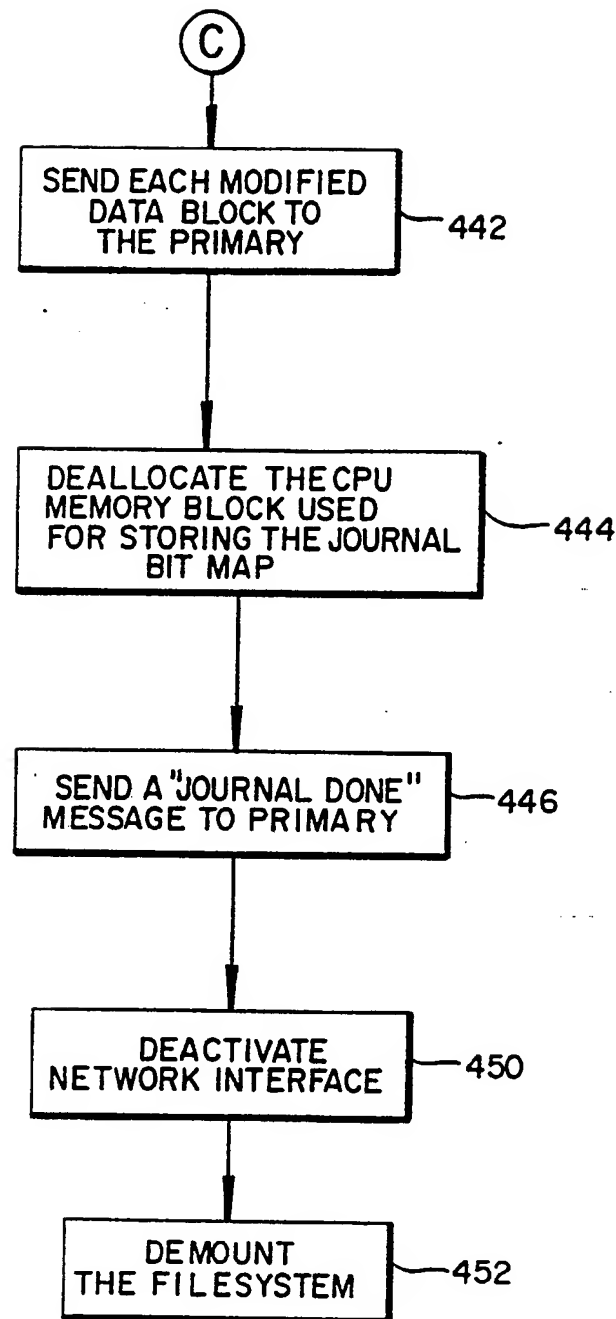 C
SEND EACH MODIFIED
DATA BLOCK TO
THE PRIMARY
442
DEALLOCATE THE CPU
MEMORY BLOCK USED
FOR STORING THE JOURNAL
BIT MAP
444
SEND A "JOURNAL DONE"
MESSAGE TO PRIMARY
446
DEACTIVATE
NETWORK INTERFACE
450
DEMOUNT
THE FILESYSTEM
452